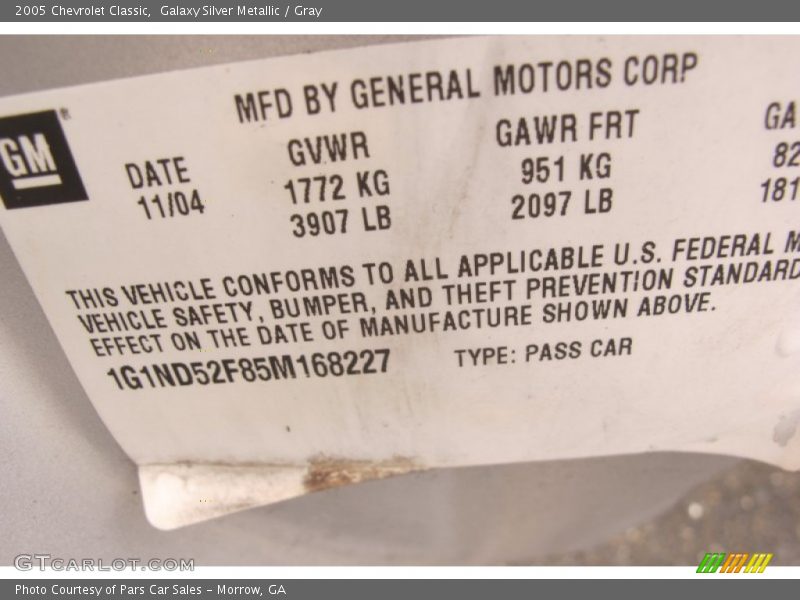 2005 Chevrolet Classic, Galaxy Silver Metallic / Gray
MFD BY GENERAL MOTORS CORP
GM ®
DATE GVWR GAWR FRT GA
11/04 1772 KG 951 KG 82
3907 LB 2097 LB 181
THIS VEHICLE CONFORMS TO ALL APPLICABLE U.S. FEDERAL M
VEHICLE SAFETY, BUMPER, AND THEFT PREVENTION STANDARD
EFFECT ON THE DATE OF MANUFACTURE SHOWN ABOVE.
1G1ND52F85M168227 TYPE: PASS CAR
GTCARLOT.COM
Photo Courtesy of Pars Car Sales - Morrow, GA